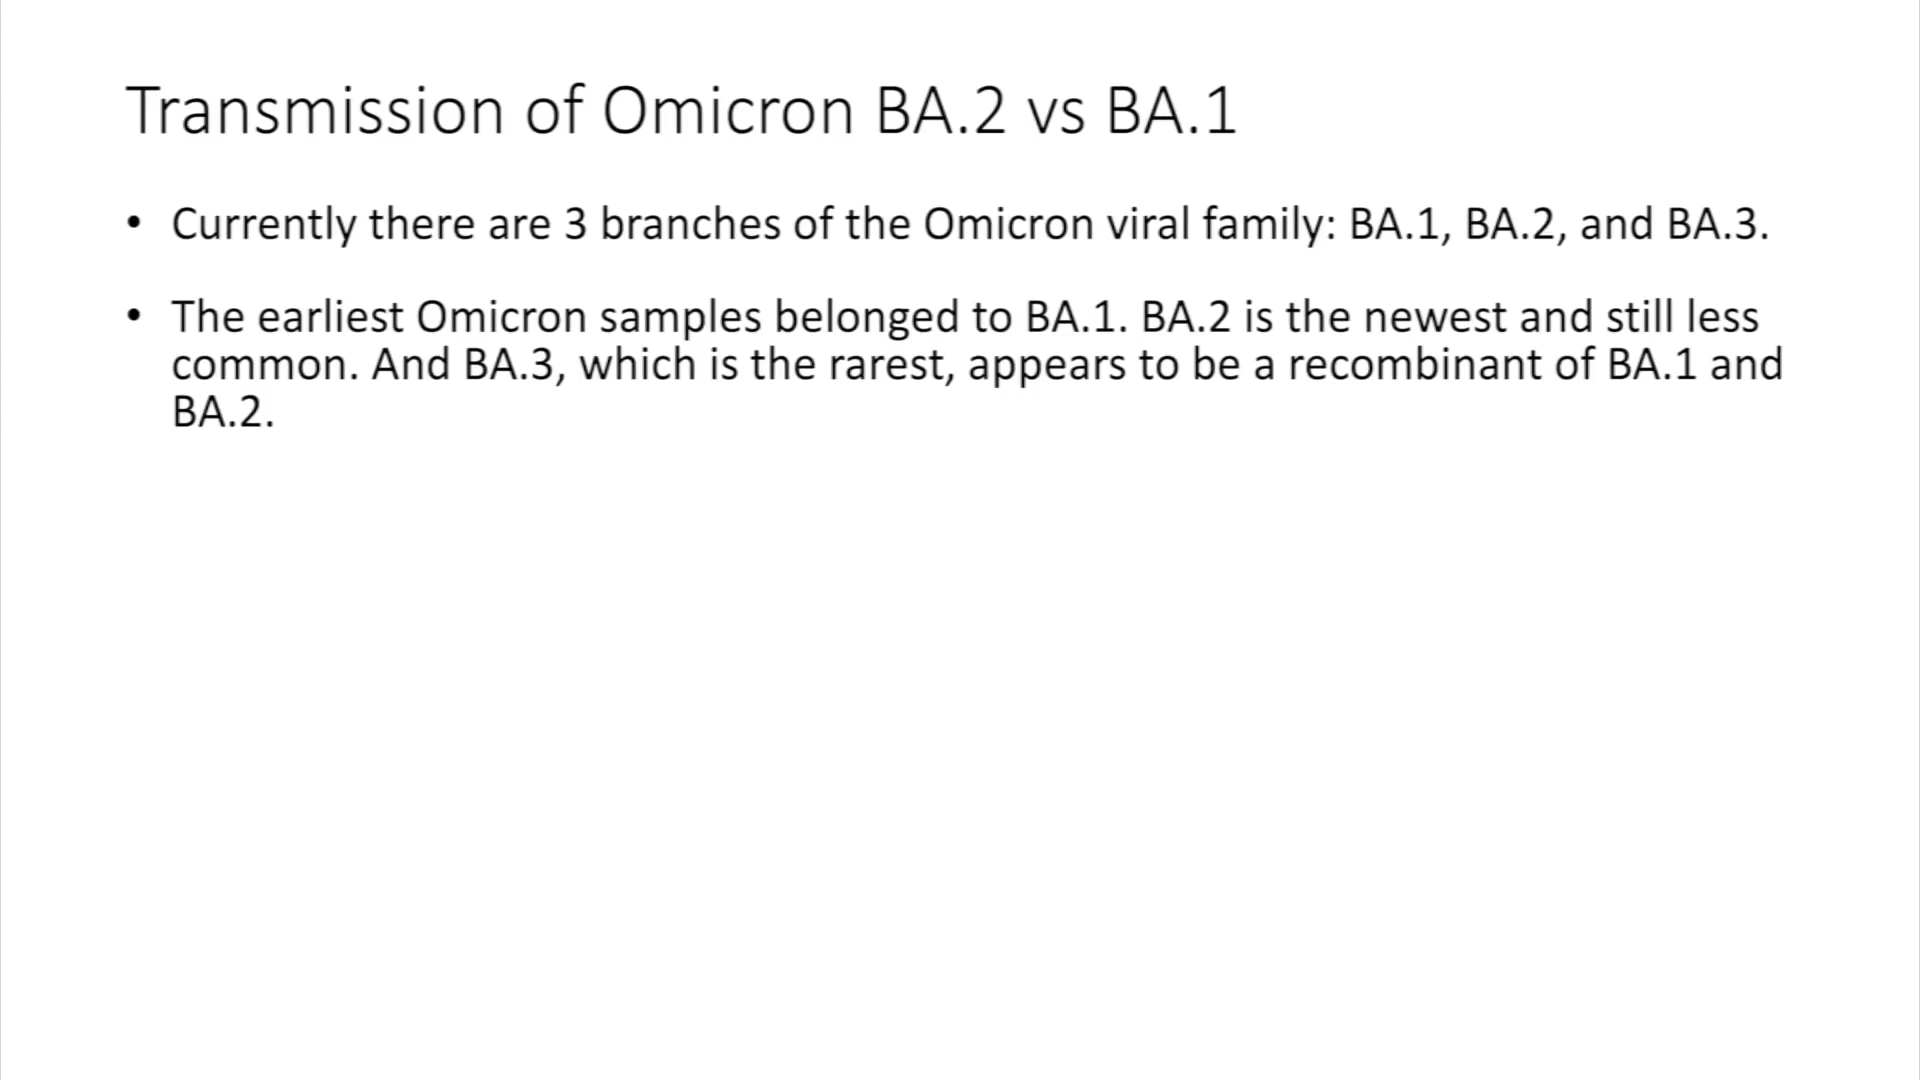 Transmission of Omicron BA.2 vs BA.1
• Currently there are 3 branches of the Omicron viral family: BA.1, BA.2, and BA.3.
• The earliest Omicron samples belonged to BA.1. BA.2 is the newest and still less
common. And BA.3, which is the rarest, appears to be a recombinant of BA.1 and
BA.2.